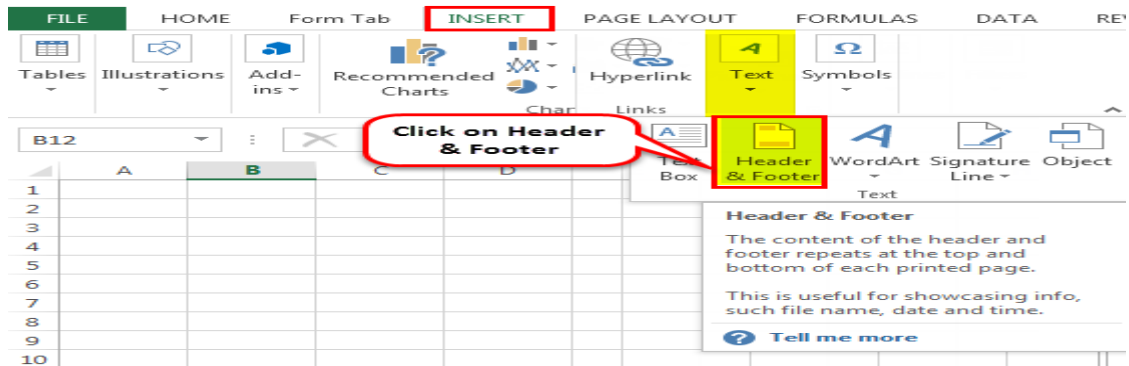 FILE HOME Form Tab INSERT PAGE LAYOUT FORMULAS DATA REV
Tables Illustrations Add-ins Recommended Charts Hyperlink Text Symbols
Char Links
B12
Click on Header
& Footer
Text Box
Header & Footer
WordArt
Signature Line
Object
Text
A B C D
1
2
3
4
5
6
7
8
9
10
Header & Footer
The content of the header and
footer repeats at the top and
bottom of each printed page.
This is useful for showcasing info,
such file name, date and time.
Tell me more